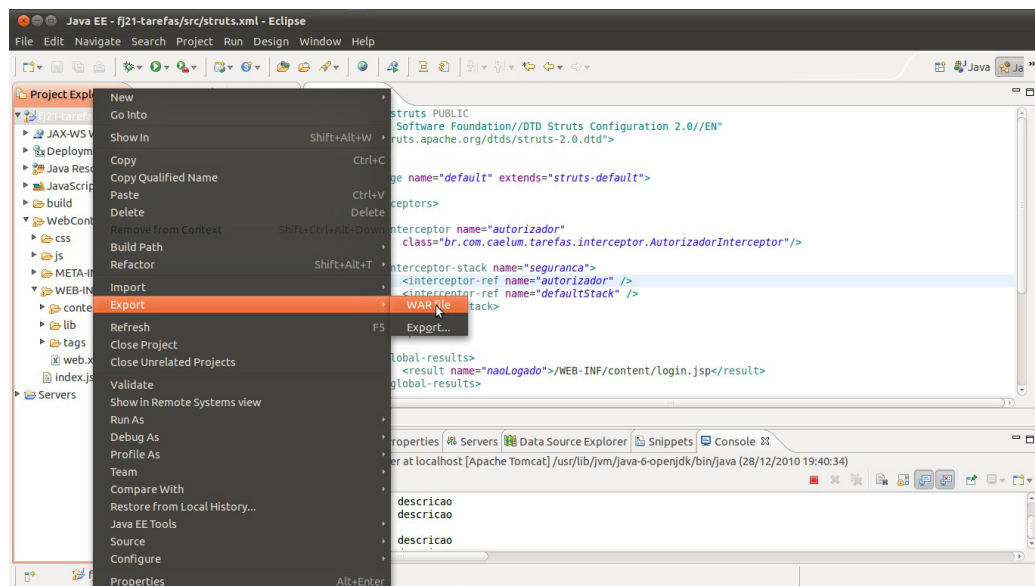 Java EE - fj21-tarefas/src/struts.xml - Eclipse
File Edit Navigate Search Project Run Design Window Help
Java Ja »
Project Expl
fj21-tarefa
JAX-WS W
Deploym
Java Reso
JavaScrip
build
WebCont
css
js
META-IN
WEB-IN
conte
lib
tags
web.x
index.js
Servers
New
Go Into
Show In Shift+Alt+W
Copy Ctrl+C
Copy Qualified Name
Paste Ctrl+V
Delete Delete
Remove from Context Shift+Ctrl+Alt+Down
Build Path
Refactor Shift+Alt+T
Import
Export
Refresh F5
Close Project
Close Unrelated Projects
Validate
Show in Remote Systems view
Run As
Debug As
Profile As
Team
Compare With
Restore from Local History...
Java EE Tools
Source
Configure
Properties Alt+Enter
WAR file
Export...
struts PUBLIC
Software Foundation//DTD Struts Configuration 2.0//EN"
ruts.apache.org/dtds/struts-2.0.dtd">
ge name="default" extends="struts-default">
ceptors>
nterceptor name="autorizador"
class="br.com.caelum.tarefas.interceptor.AutorizadorInterceptor"/>
nterceptor-stack name="seguranca">
<interceptor-ref name="autorizador" />
<interceptor-ref name="defaultStack" />
tack>
lobal-results>
<result name="naoLogado">/WEB-INF/content/login.jsp</result>
global-results>
roperties Servers Data Source Explorer Snippets Console
er at localhost [Apache Tomcat] /usr/lib/jvm/java-6-openjdk/bin/java (28/12/2010 19:40:34)
descricao
descricao
descricao